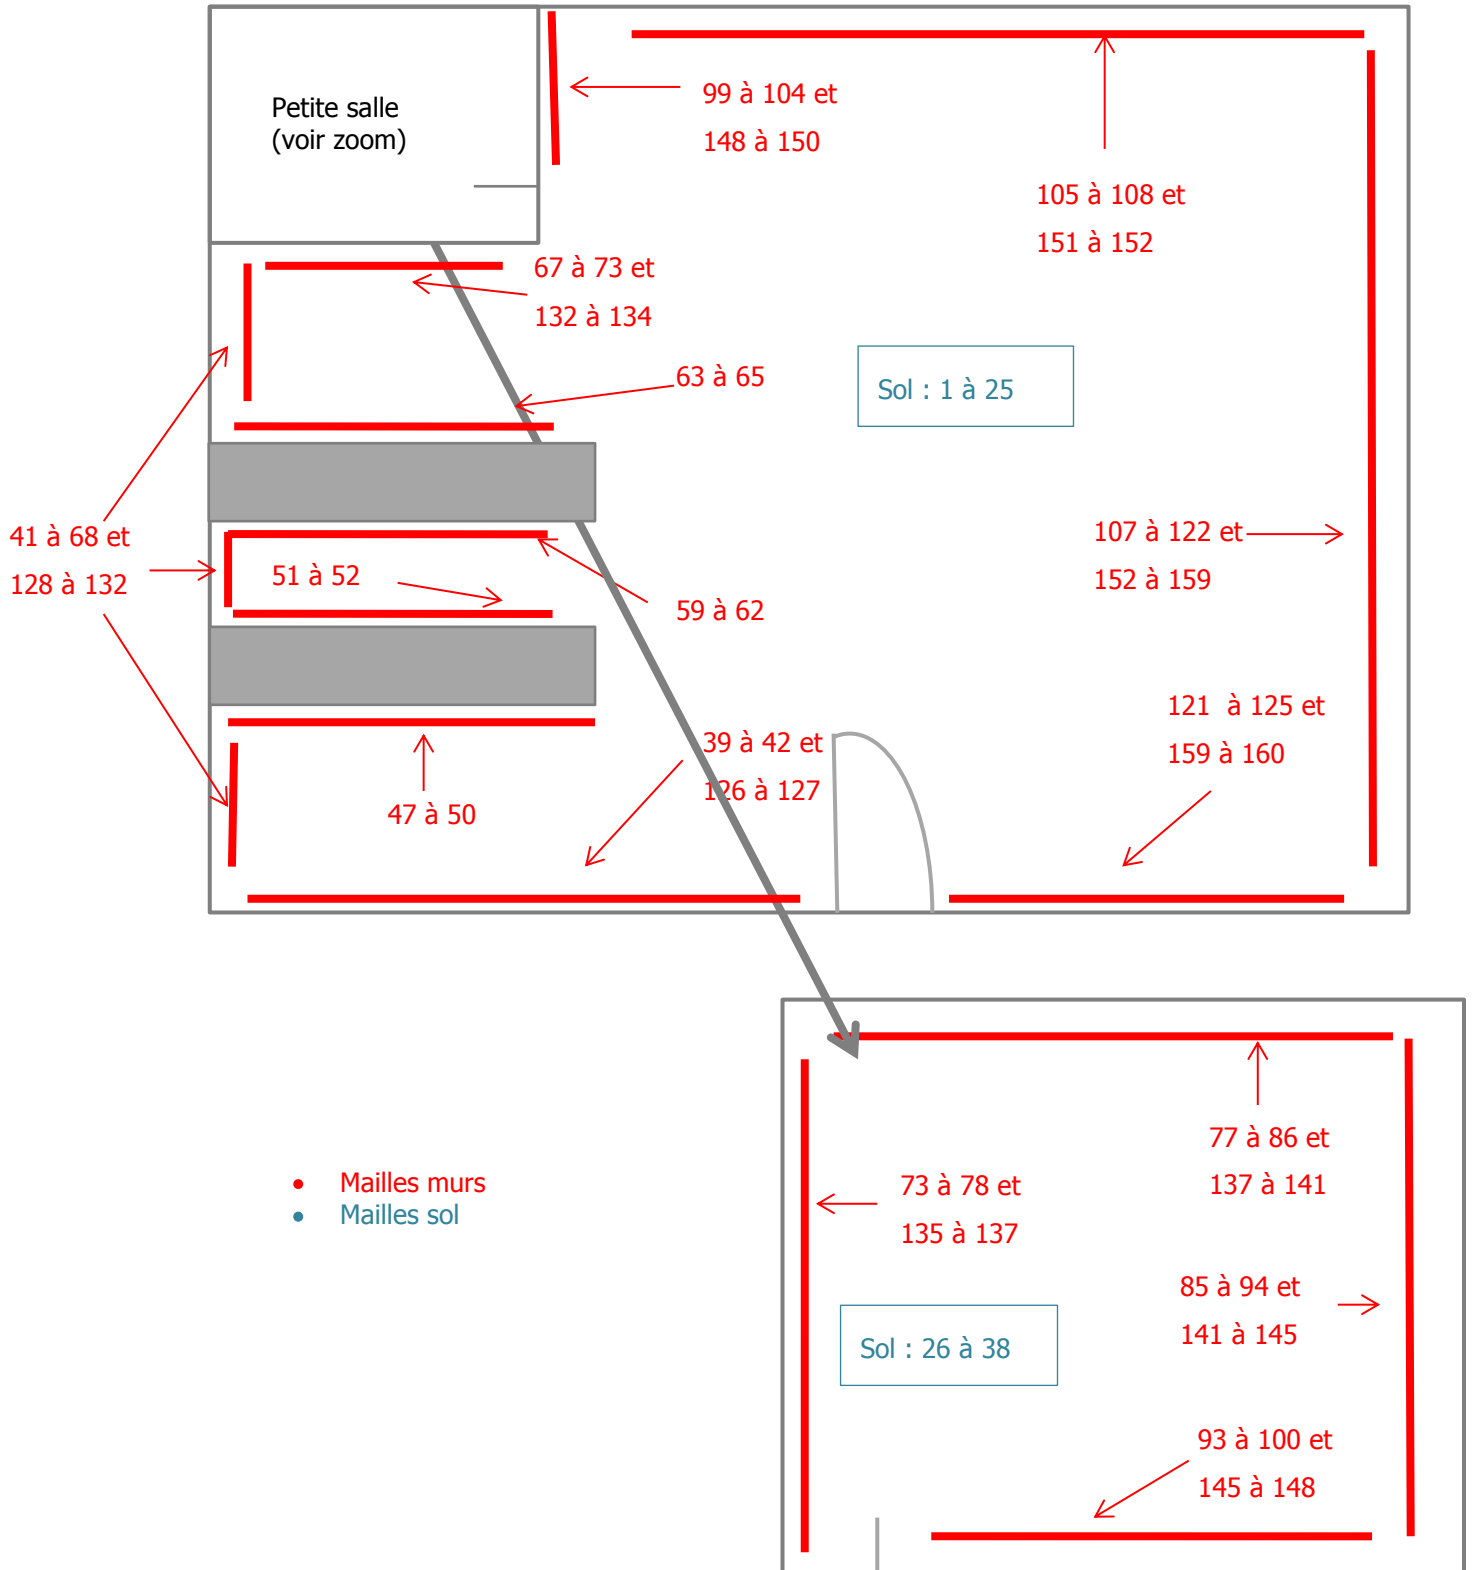 Petite salle
(voir zoom)
99 à 104 et
148 à 150
105 à 108 et
151 à 152
67 à 73 et
132 à 134
63 à 65
Sol : 1 à 25
41 à 68 et
128 à 132
51 à 52
59 à 62
107 à 122 et
152 à 159
47 à 50
39 à 42 et
126 à 127
121 à 125 et
159 à 160
77 à 86 et
137 à 141
• Mailles murs
• Mailles sol
73 à 78 et
135 à 137
85 à 94 et
141 à 145
Sol : 26 à 38
93 à 100 et
145 à 148